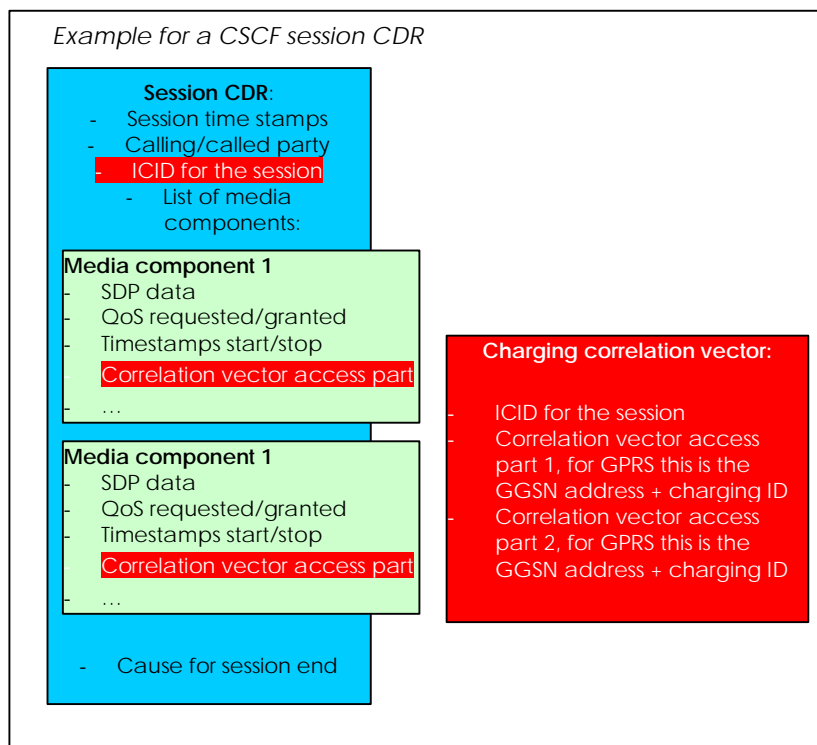 Example for a CSCF session CDR
Session CDR:
- Session time stamps
- Calling/called party
- ICID for the session
- List of media
components:
Media component 1
- SDP data
- QoS requested/granted
- Timestamps start/stop
- Correlation vector access part
- …
Media component 1
- SDP data
- QoS requested/granted
- Timestamps start/stop
- Correlation vector access part
- …
- Cause for session end
Charging correlation vector:
- ICID for the session
- Correlation vector access
part 1, for GPRS this is the
GGSN address + charging ID
- Correlation vector access
part 2, for GPRS this is the
GGSN address + charging ID